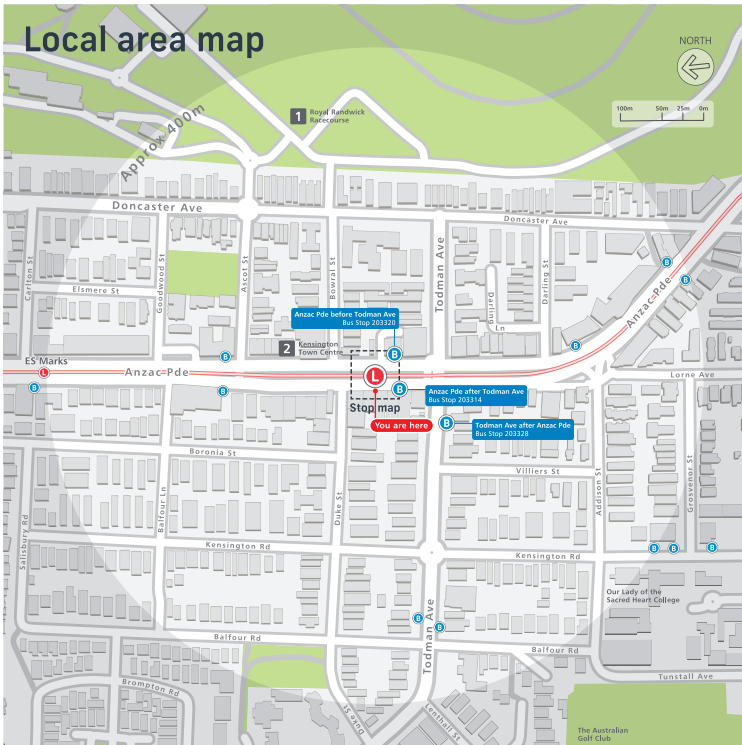 Local area map
NORTH
100m 50m 25m 0m
Approx 400m
1
Royal Randwick
Racecourse
Doncaster Ave
Doncaster Ave
Carlton St
Goodwood St
Ascot St
Bowral St
Todman Ave
Darling St
Elsmere St
Darling
Ln
Anzac Pde
B
B
Anzac Pde before Todman Ave
Bus Stop 203320
2
Kensington
Town Centre
B
B
B
ES Marks
L
Anzac Pde
L
Lorne Ave
B
B
B
Anzac Pde after Todman Ave
Bus Stop 203314
Stop map
You are here
B
Todman Ave after Anzac Pde
Bus Stop 203328
Boronia St
Villiers St
Salisbury Rd
Balfour Ln
Duke St
Addison St
Grosvenor St
Kensington Rd
Kensington Rd
B
B
B
Our Lady of the
Sacred Heart College
B
B
Todman Ave
Balfour Rd
Balfour Rd
Tunstall Ave
Brompton Rd
Duke St
Lenthall St
The Australian
Golf Club